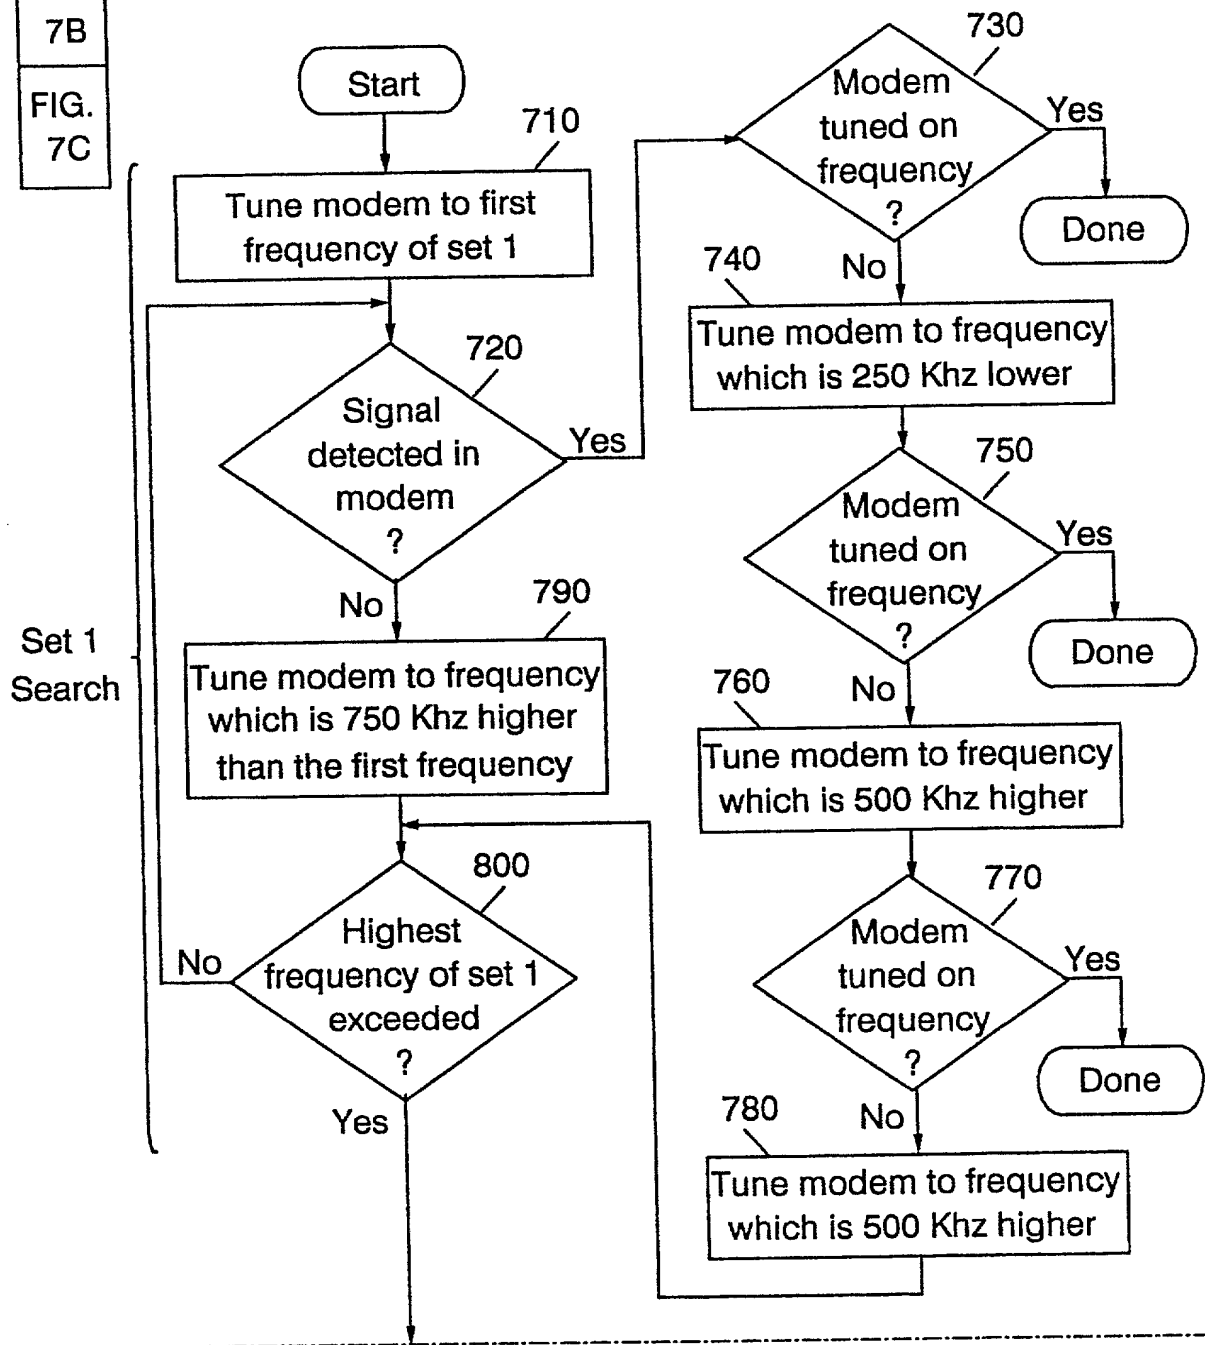 7B
FIG.
7C
Start
710
Tune modem to first
frequency of set 1
720
Signal
detected in
modem
?
Yes
No
790
Tune modem to frequency
which is 750 Khz higher
than the first frequency
800
Highest
frequency of set 1
exceeded
?
No
Yes
Set 1
Search
730
Modem
tuned on
frequency
?
Yes
Done
No
740
Tune modem to frequency
which is 250 Khz lower
750
Modem
tuned on
frequency
?
Yes
Done
No
760
Tune modem to frequency
which is 500 Khz higher
770
Modem
tuned on
frequency
?
Yes
Done
No
780
Tune modem to frequency
which is 500 Khz higher